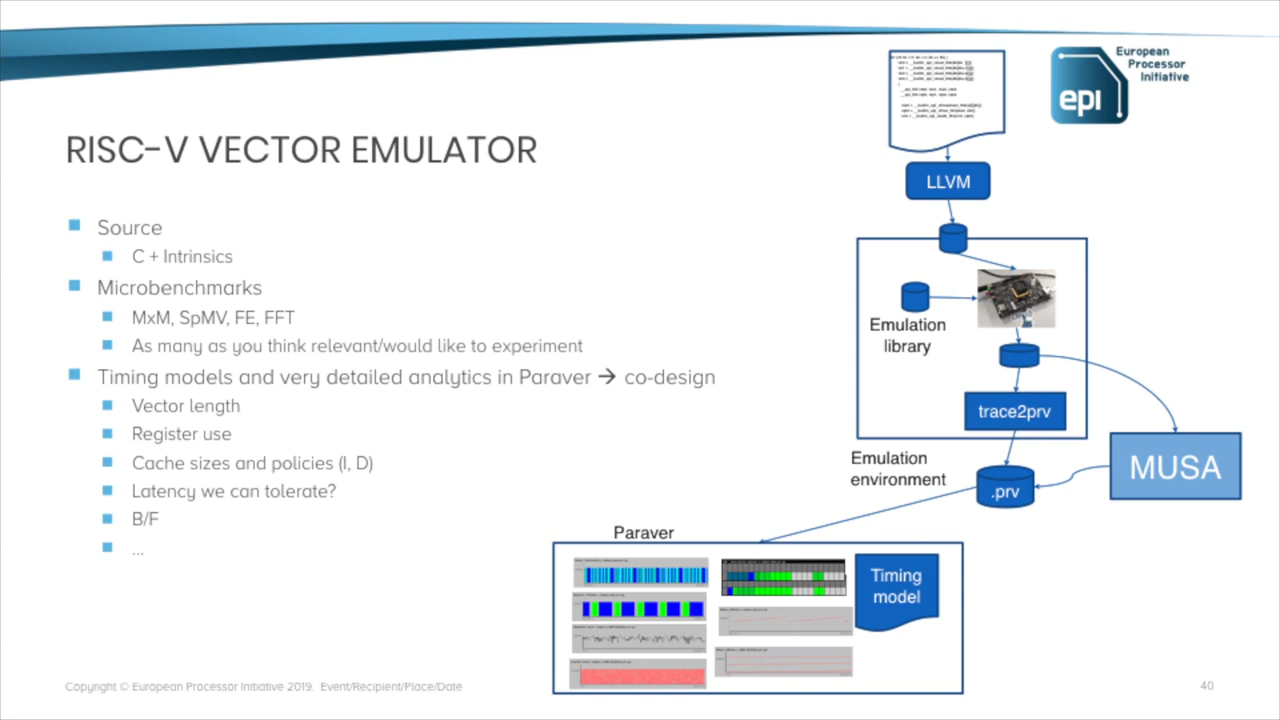 European
Processor
Initiative
epi
RISC-V VECTOR EMULATOR
LLVM
Source
C + Intrinsics
Microbenchmarks
MxM, SpMV, FE, FFT
As many as you think relevant/would like to experiment
Timing models and very detailed analytics in Paraver → co-design
Vector length
Register use
Cache sizes and policies (I, D)
Latency we can tolerate?
B/F
...
Emulation
library
trace2prv
Emulation
environment
MUSA
.prv
Paraver
Timing
model
Copyright © European Processor Initiative 2019. Event/Recipient/Place/Date
40